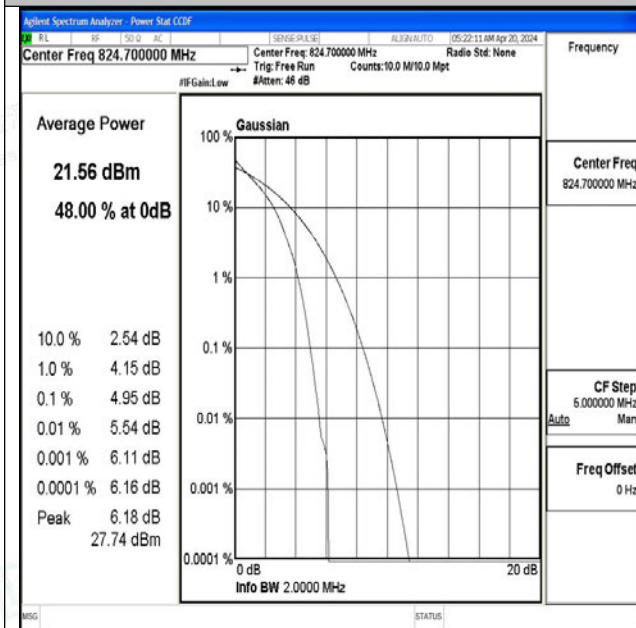 Agilent Spectrum Analyzer - Power Stat CCDF
RL RF 50 Ω AC SENSE:PULSE ALIGN AUTO 05:22:11 AM Apr 20, 2024
Center Freq 824.700000 MHz
Center Freq: 824.700000 MHz Radio Std: None
Trig: Free Run Counts:10.0 M/10.0 Mpt
#IFGain:Low #Atten: 46 dB
Frequency
Average Power
21.56 dBm
48.00 % at 0dB
10.0 % 2.54 dB
1.0 % 4.15 dB
0.1 % 4.95 dB
0.01 % 5.54 dB
0.001 % 6.11 dB
0.0001 % 6.16 dB
Peak 6.18 dB
27.74 dBm
Gaussian
100 %
10 %
1 %
0.1 %
0.01 %
0.001 %
0.0001 %
0 dB 20 dB
Info BW 2.0000 MHz
Center Freq
824.700000 MHz
CF Step
5.000000 MHz
Auto Man
Freq Offset
0 Hz
MSG STATUS